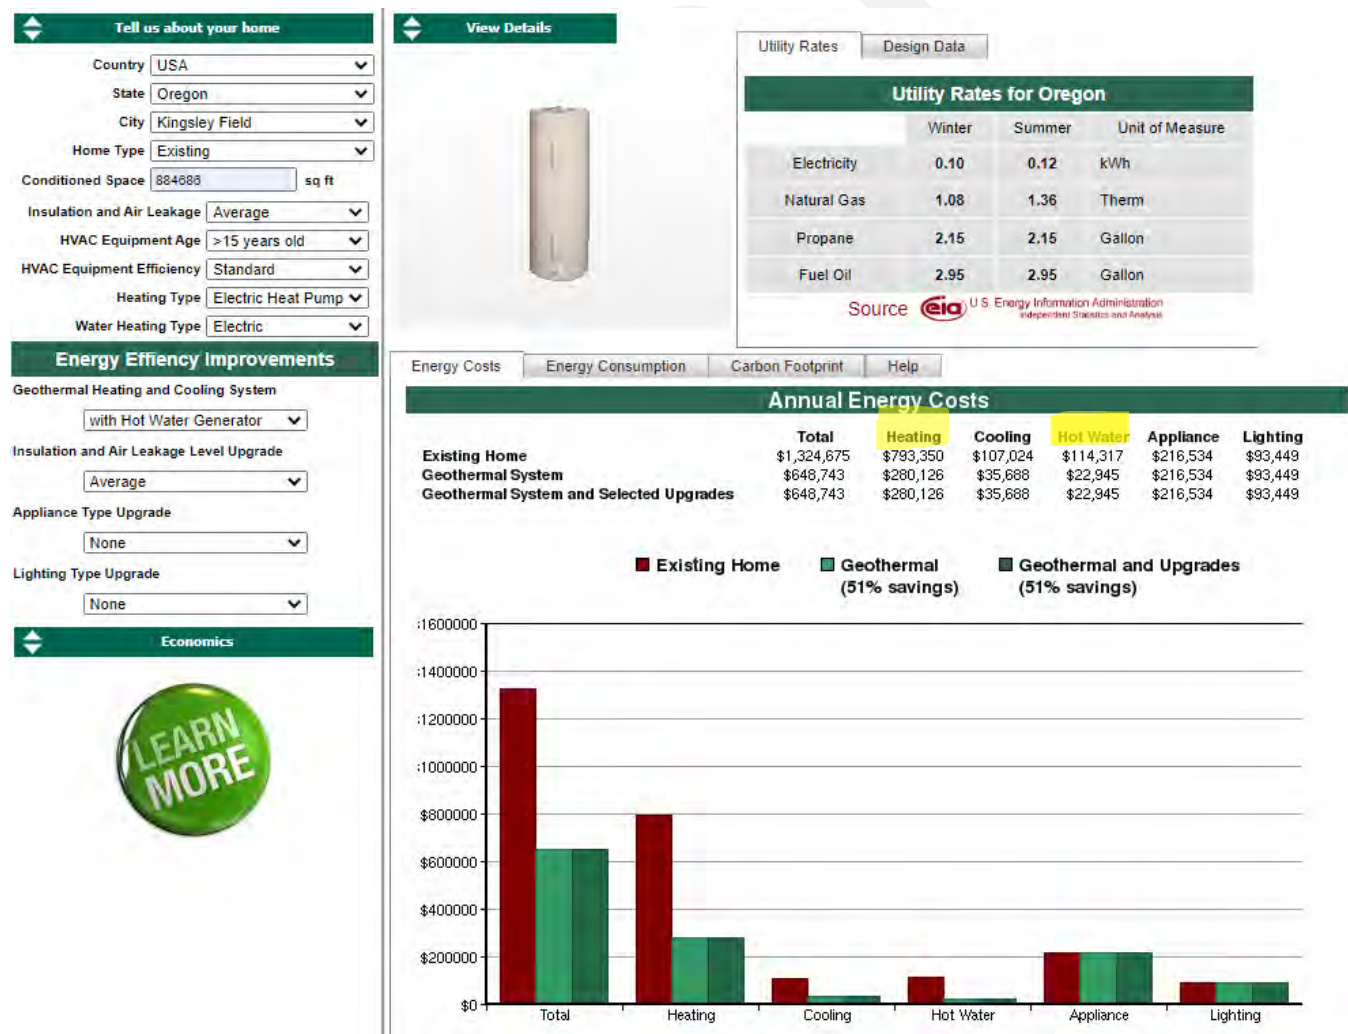 Tell us about your home
Country USA
State Oregon
City Kingsley Field
Home Type Existing
Conditioned Space 884686 sq ft
Insulation and Air Leakage Average
HVAC Equipment Age >15 years old
HVAC Equipment Efficiency Standard
Heating Type Electric Heat Pump
Water Heating Type Electric
Energy Effiency Improvements
Geothermal Heating and Cooling System
with Hot Water Generator
Insulation and Air Leakage Level Upgrade
Average
Appliance Type Upgrade
None
Lighting Type Upgrade
None
Economics
LEARN
MORE
View Details
Utility Rates Design Data
Utility Rates for Oregon
Winter Summer Unit of Measure
Electricity 0.10 0.12 kWh
Natural Gas 1.08 1.36 Therm
Propane 2.15 2.15 Gallon
Fuel Oil 2.95 2.95 Gallon
Source eia U.S. Energy Information Administration
Independent Statistics and Analysis
Energy Costs Energy Consumption Carbon Footprint Help
Annual Energy Costs
Total Heating Cooling Hot Water Appliance Lighting
Existing Home $1,324,675 $793,350 $107,024 $114,317 $216,534 $93,449
Geothermal System $648,743 $280,126 $35,688 $22,945 $216,534 $93,449
Geothermal System and Selected Upgrades $648,743 $280,126 $35,688 $22,945 $216,534 $93,449
Existing Home Geothermal Geothermal and Upgrades
(51% savings) (51% savings)
:1600000
:1400000
:1200000
:1000000
$800000
$600000
$400000
$200000
$0
Total Heating Cooling Hot Water Appliance Lighting